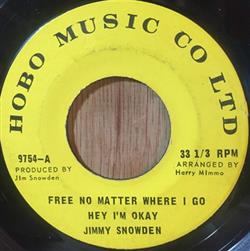 HOBO MUSIC CO LTD
9754-A
PRODUCED BY
Jim Snowden
33 1/3 RPM
ARRANGED BY
Harry Mimmo
FREE NO MATTER WHERE I GO
HEY I'M OKAY
JIMMY SNOWDEN